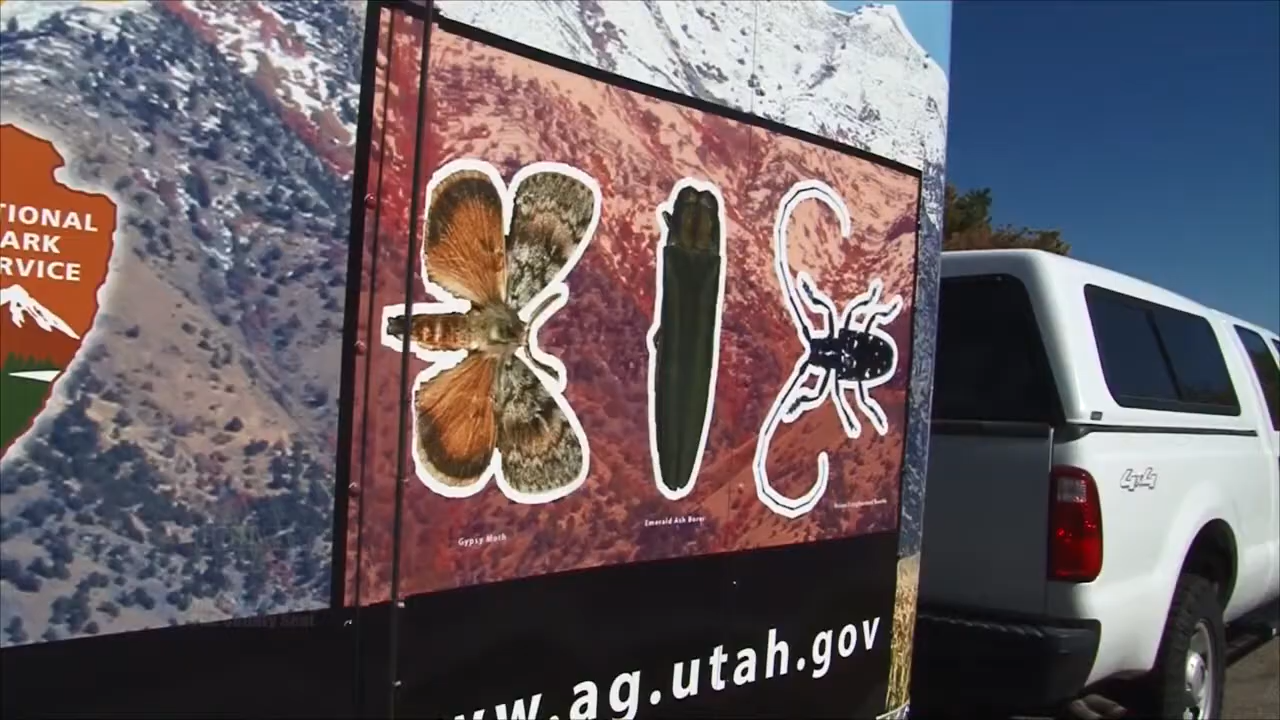 TIONAL
ARK
RVICE
Gypsy Moth
Emerald Ash Borer
ww.ag.utah.gov
4x4